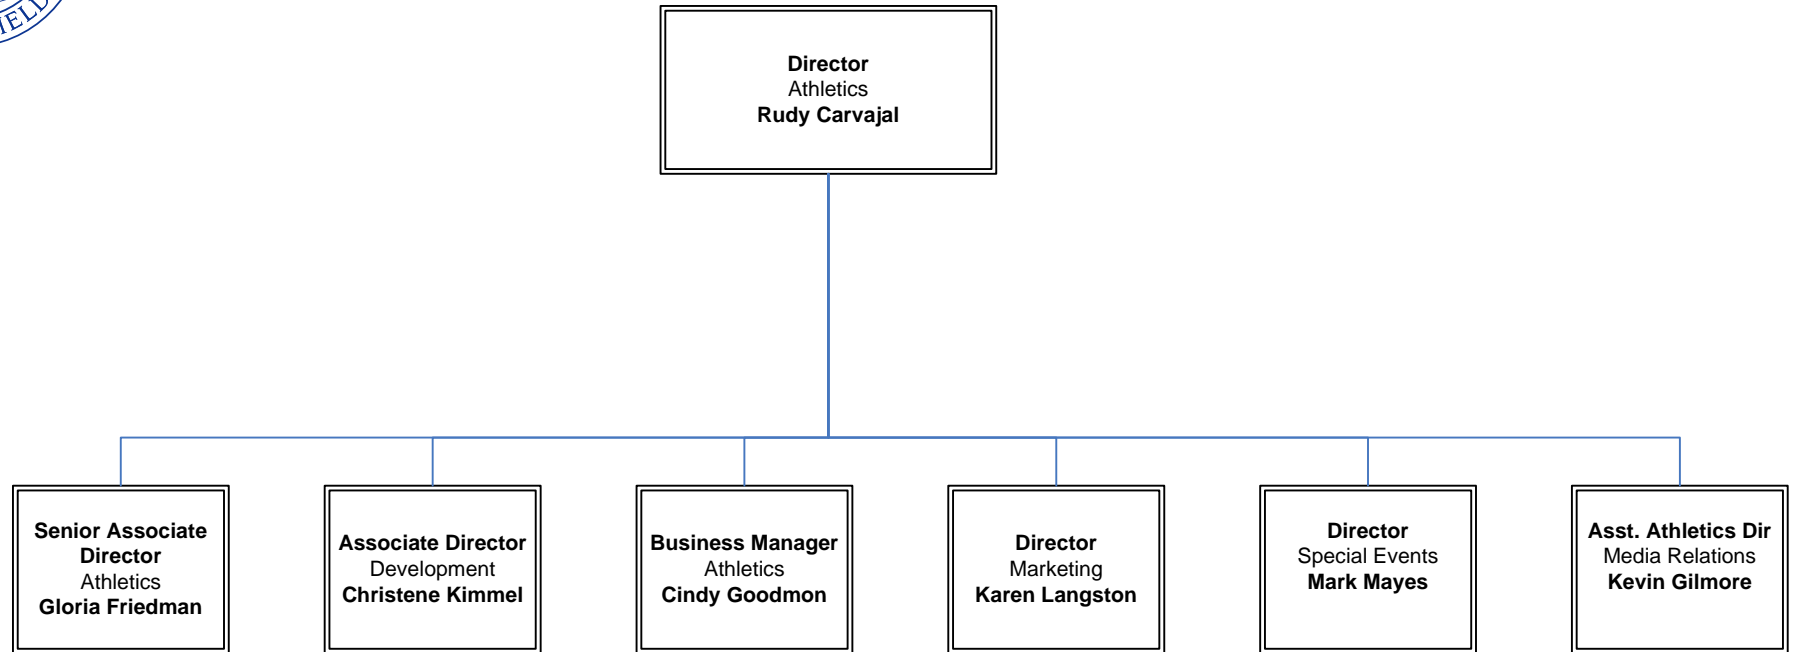 Director
Athletics
Rudy Carvajal
Senior Associate
Director
Athletics
Gloria Friedman
Associate Director
Development
Christene Kimmel
Business Manager
Athletics
Cindy Goodmon
Director
Marketing
Karen Langston
Director
Special Events
Mark Mayes
Asst. Athletics Dir
Media Relations
Kevin Gilmore